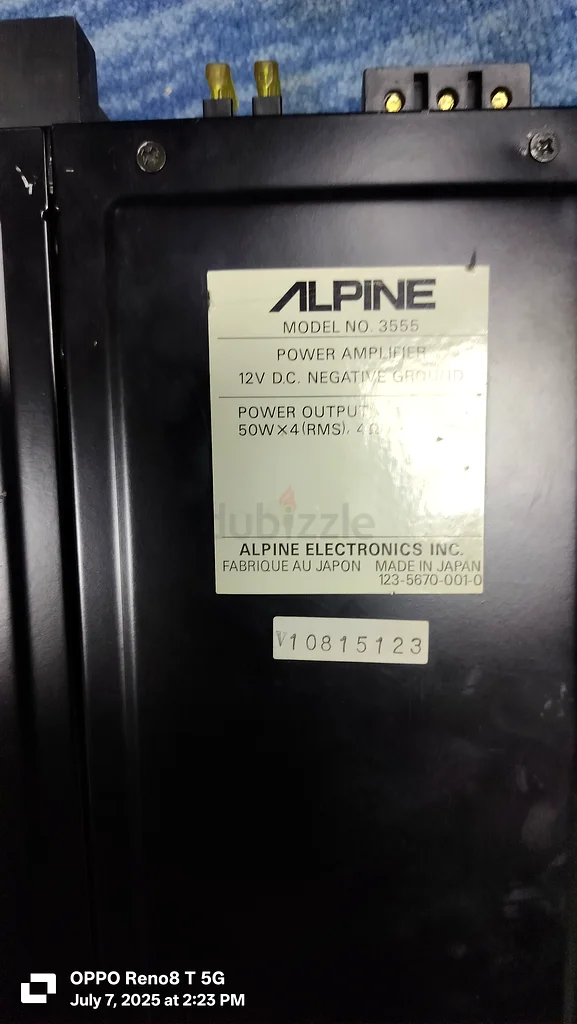 ALPINE
MODEL NO. 3555
POWER AMPLIFIER
12V D.C. NEGATIVE GROUND
POWER OUTPUT
50W×4(RMS), 4Ω
dubizzle
ALPINE ELECTRONICS INC.
FABRIQUE AU JAPON MADE IN JAPAN
123-5670-001-0
V10815123
OPPO Reno8 T 5G
July 7, 2025 at 2:23 PM